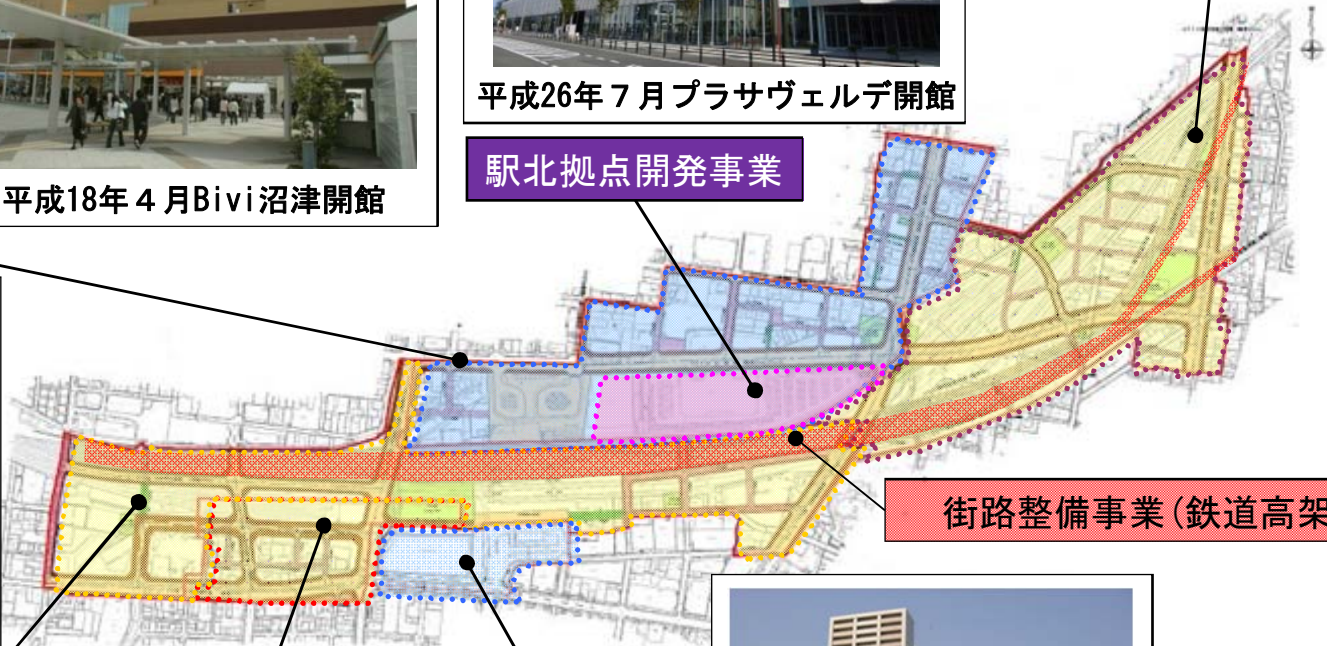 平成26年７月プラサヴェルデ開館
駅北拠点開発事業
平成18年４月Bivi沼津開館
街路整備事業(鉄道高架